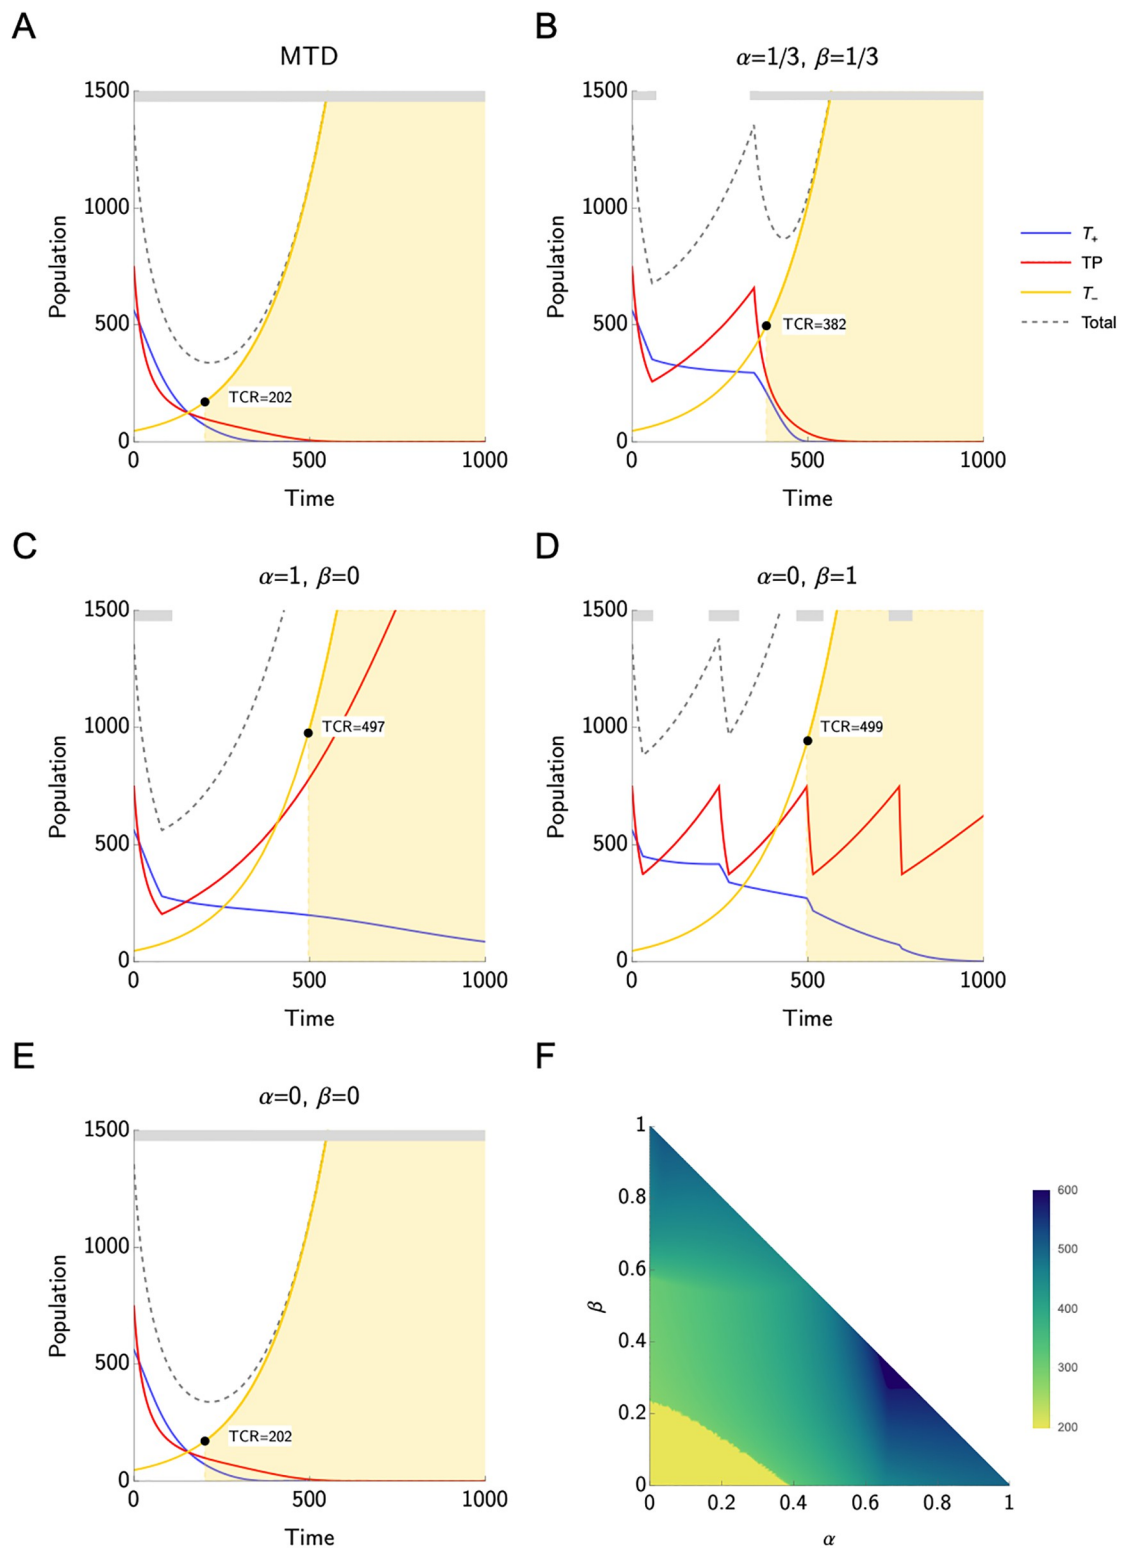 A
MTD
1500
1000
500
0
Population
TCR=202
0
500
1000
Time
B
α=1/3, β=1/3
1500
1000
500
0
Population
TCR=382
0
500
1000
Time
T₊
TP
T₋
Total
C
α=1, β=0
1500
1000
500
0
Population
TCR=497
0
500
1000
Time
D
α=0, β=1
1500
1000
500
0
Population
TCR=499
0
500
1000
Time
E
α=0, β=0
1500
1000
500
0
Population
TCR=202
0
500
1000
Time
F
1
0.8
0.6
0.4
0.2
0
β
0
0.2
0.4
0.6
0.8
1
α
600
500
400
300
200